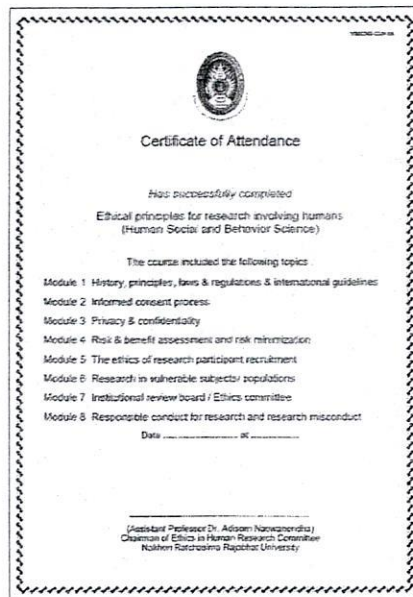 Certificate of Attendance
Has successfully completed
Ethical principles for research involving humans
(Human Social and Behavior Science)
The course included the following topics
Module 1 History, principles, laws & regulations & international guidelines
Module 2 Informed consent process
Module 3 Privacy & confidentiality
Module 4 Risk & benefit assessment and risk minimization
Module 5 The ethics of research participant recruitment
Module 6 Research in vulnerable subjects/ populations
Module 7 Institutional review board / Ethics committee
Module 8 Responsible conduct for research and research misconduct
Date .................... at ....................
(Assistant Professor Dr. Adisorn
Chairman of Ethics in Human Research Committee
Nakhon Ratchasima Rajabhat University